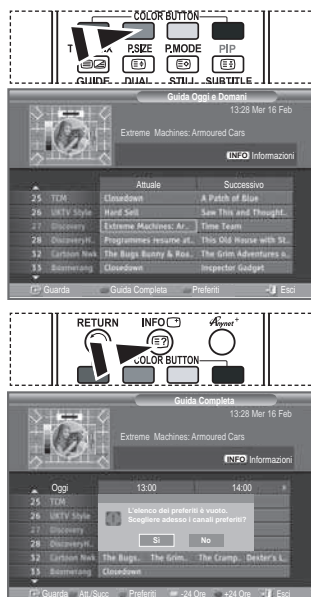 COLOR BUTTON
P.SIZE P.MODE PIP
GUIDE DUAL STILL SUBTITLE
Guida Oggi e Domani
13:28 Mer 16 Feb
Extreme Machines: Armoured Cars
INFO Informazioni
Attuale Successivo
25 TCM Closedown A Patch of Blue
26 UKTV Style Hard Sell Saw This and Thought..
27 Discovery Extreme Machines: Ar.. Time Team
28 DiscoveryH.. Programmes resume at.. This Old House with St..
32 Cartoon Nwk The Bugs Bunny & Roa.. The Grim Adventures o..
33 Boomerang Closedown Inspector Gadget
Guarda Guida Completa Preferiti Esci
RETURN INFO Anynet+
COLOR BUTTON
Guida Completa
13:28 Mer 16 Feb
Extreme Machines: Armoured Cars
INFO Informazioni
Oggi 13:00 14:00
25 TCM
26 UKTV Style
27 Discovery
28 DiscoveryH..
L'elenco dei preferiti è vuoto.
Scegliere adesso i canali preferiti?
Sì No
32 Cartoon Nwk The Bugs.. The Grim.. The Cramp.. Dexter's L..
33 Boomerang Closedown
Guarda Att./Succ Preferiti -24 Ore +24 Ore Esci